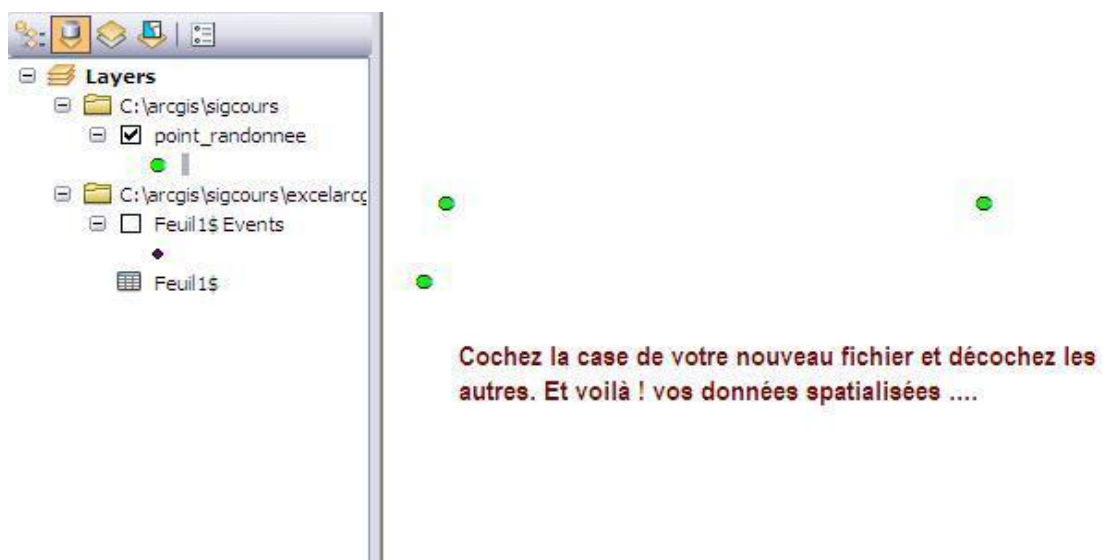 Layers
C:\arcgis\sigcours
point_randonnee
C:\arcgis\sigcours\excelarcg
Feuil1$ Events
Feuil1$
Cochez la case de votre nouveau fichier et décochez les
autres. Et voilà ! vos données spatialisées ....